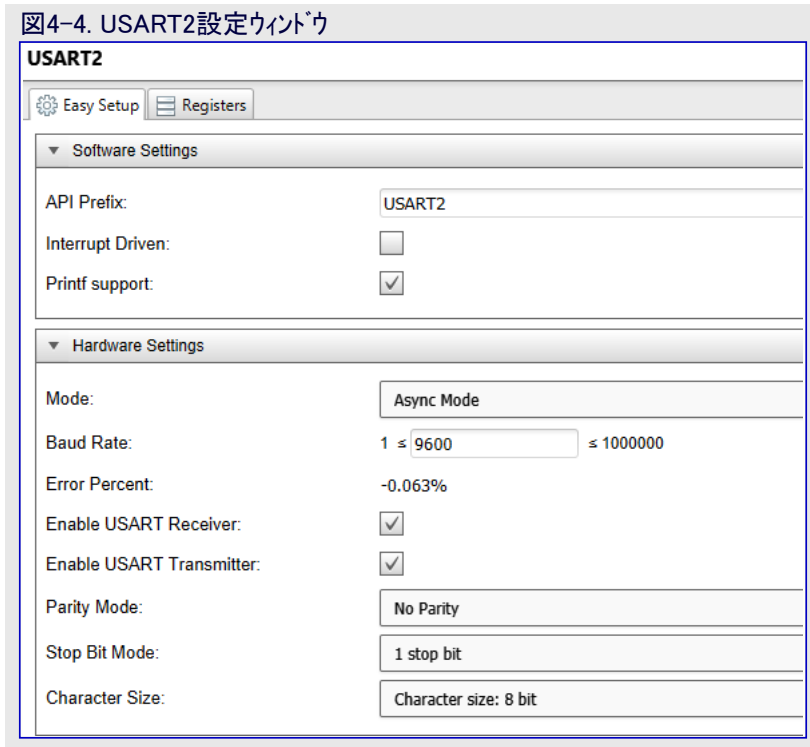 図4-4. USART2設定ウィンドウ
USART2
Easy Setup
Registers
Software Settings
API Prefix: USART2
Interrupt Driven:
Printf support:
Hardware Settings
Mode: Async Mode
Baud Rate: 1 ≤ 9600 ≤ 1000000
Error Percent: -0.063%
Enable USART Receiver:
Enable USART Transmitter:
Parity Mode: No Parity
Stop Bit Mode: 1 stop bit
Character Size: Character size: 8 bit